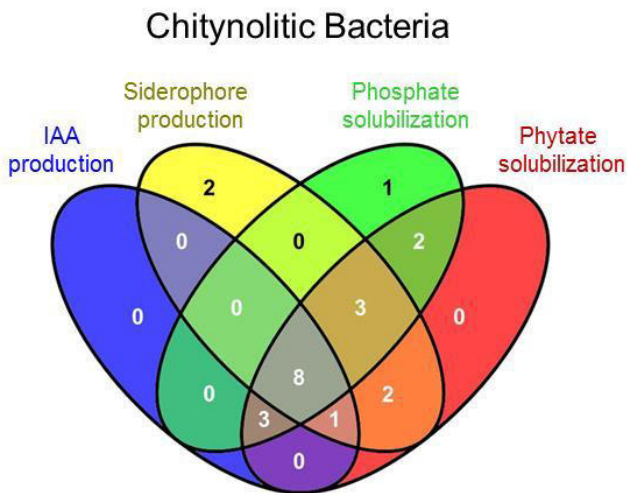 Chitynolitic Bacteria
Siderophore
production
Phosphate
solubilization
IAA
production
Phytate
solubilization
2
1
0
0
2
0
0
3
0
0
8
2
3
1
0